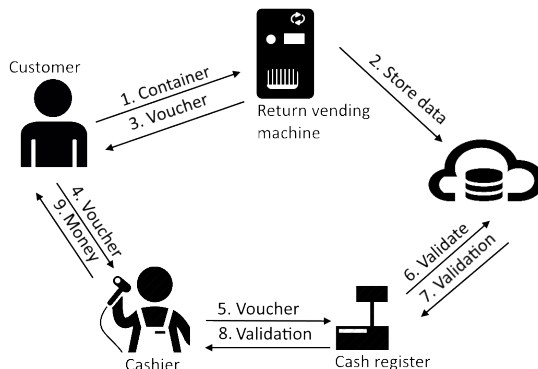 Customer
1. Container
3. Voucher
Return vending
machine
2. Store data
4. Voucher
9. Money
6. Validate
7. Validation
5. Voucher
8. Validation
Cashier
Cash register